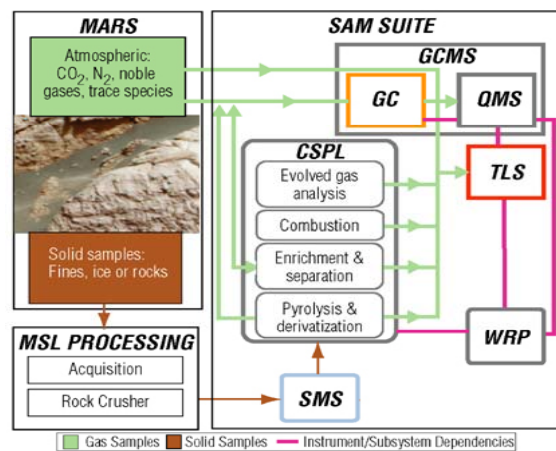 MARS
Atmospheric:
CO2, N2, noble
gases, trace species
Solid samples:
Fines, ice or rocks
MSL PROCESSING
Acquisition
Rock Crusher
SAM SUITE
GCMS
GC
QMS
CSPL
Evolved gas
analysis
Combustion
Enrichment &
separation
Pyrolysis &
derivatization
TLS
WRP
SMS
Gas Samples
Solid Samples
Instrument/Subsystem Dependencies